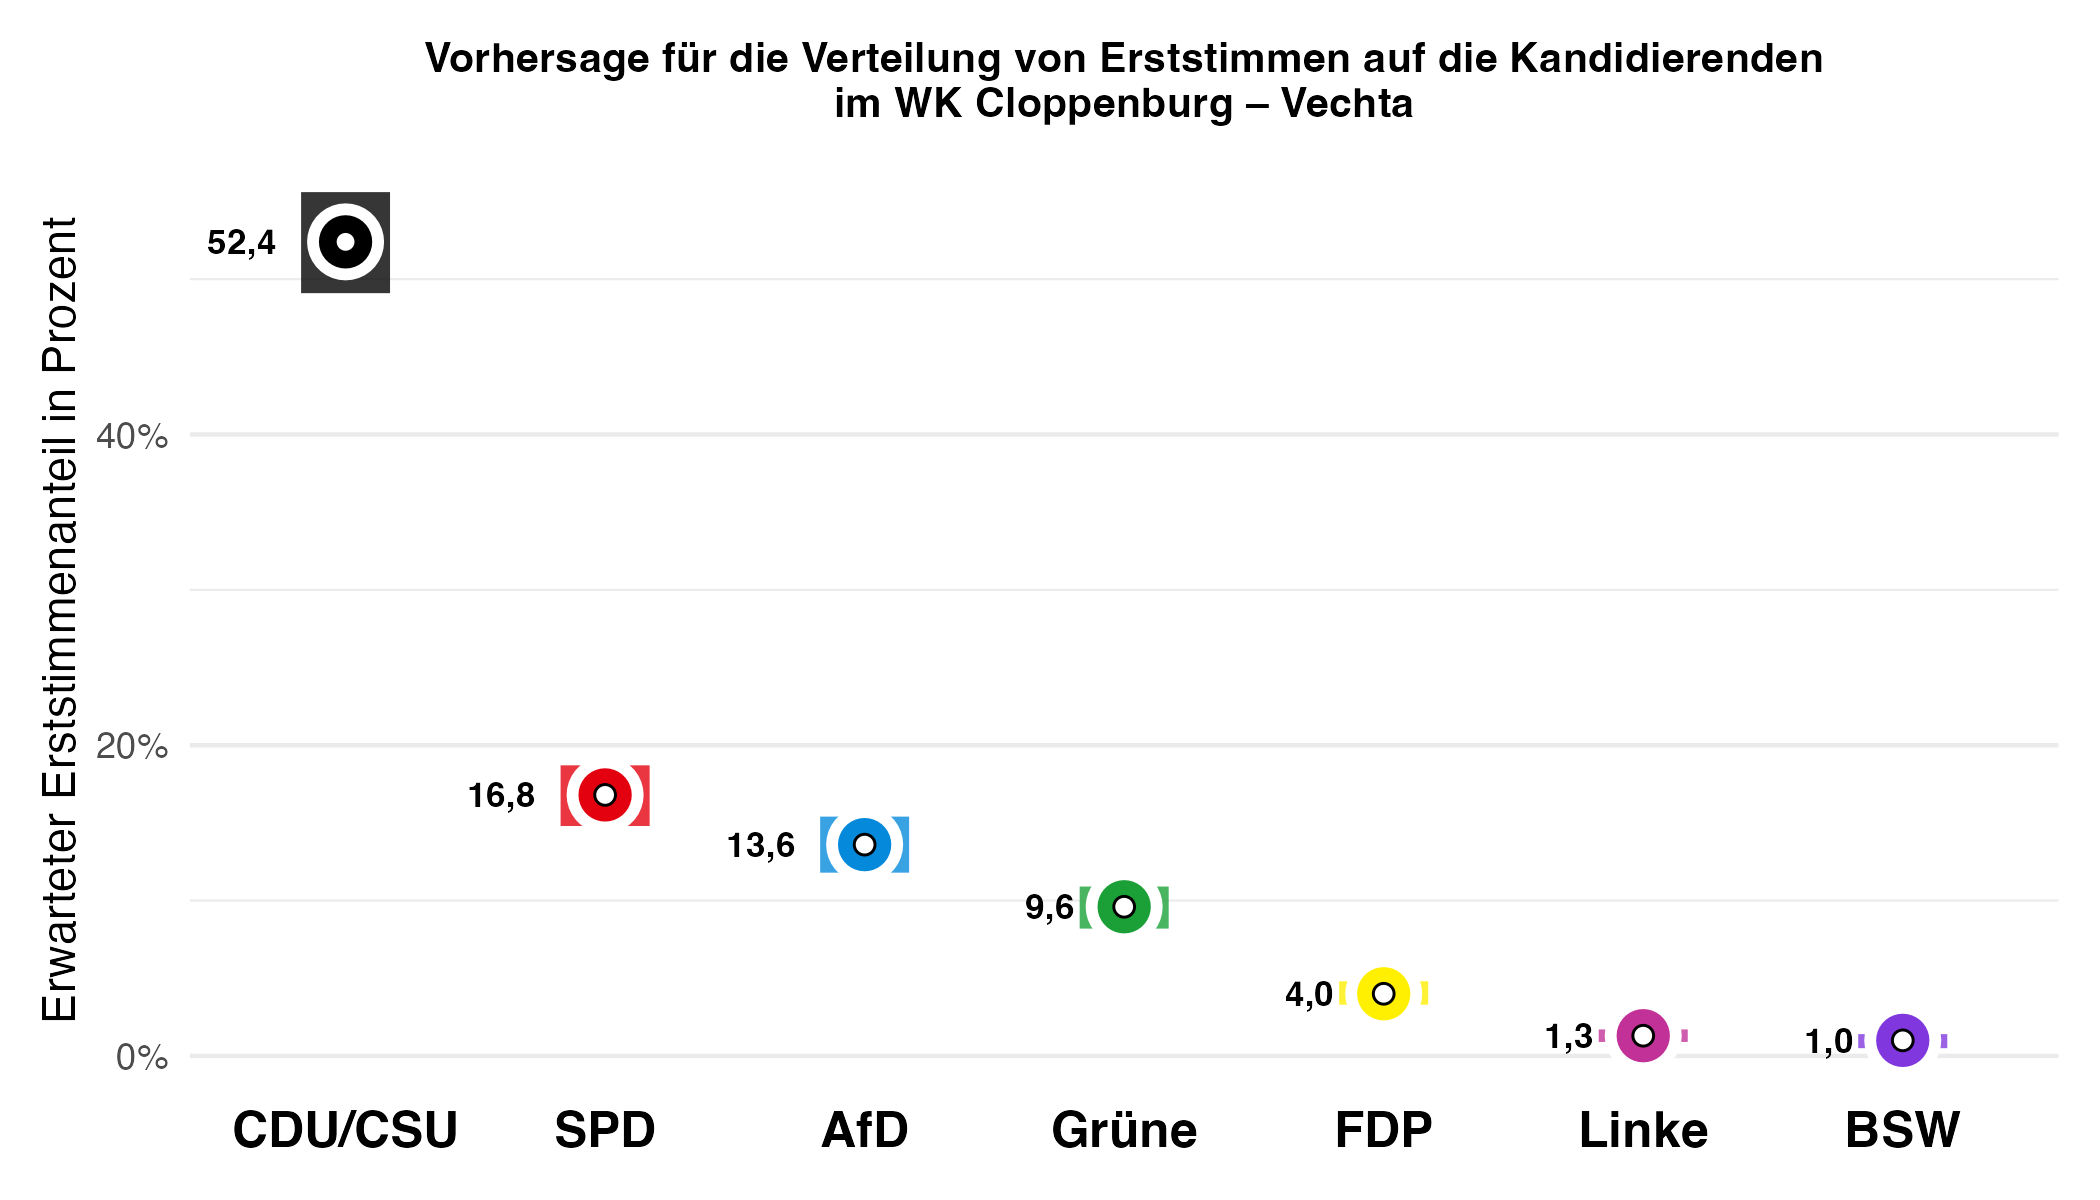 Vorhersage für die Verteilung von Erststimmen auf die Kandidierenden
im WK Cloppenburg – Vechta
Erwarteter Erststimmenanteil in Prozent
52,4
40%
20%
16,8
13,6
9,6
4,0
1,3
1,0
0%
CDU/CSU
SPD
AfD
Grüne
FDP
Linke
BSW